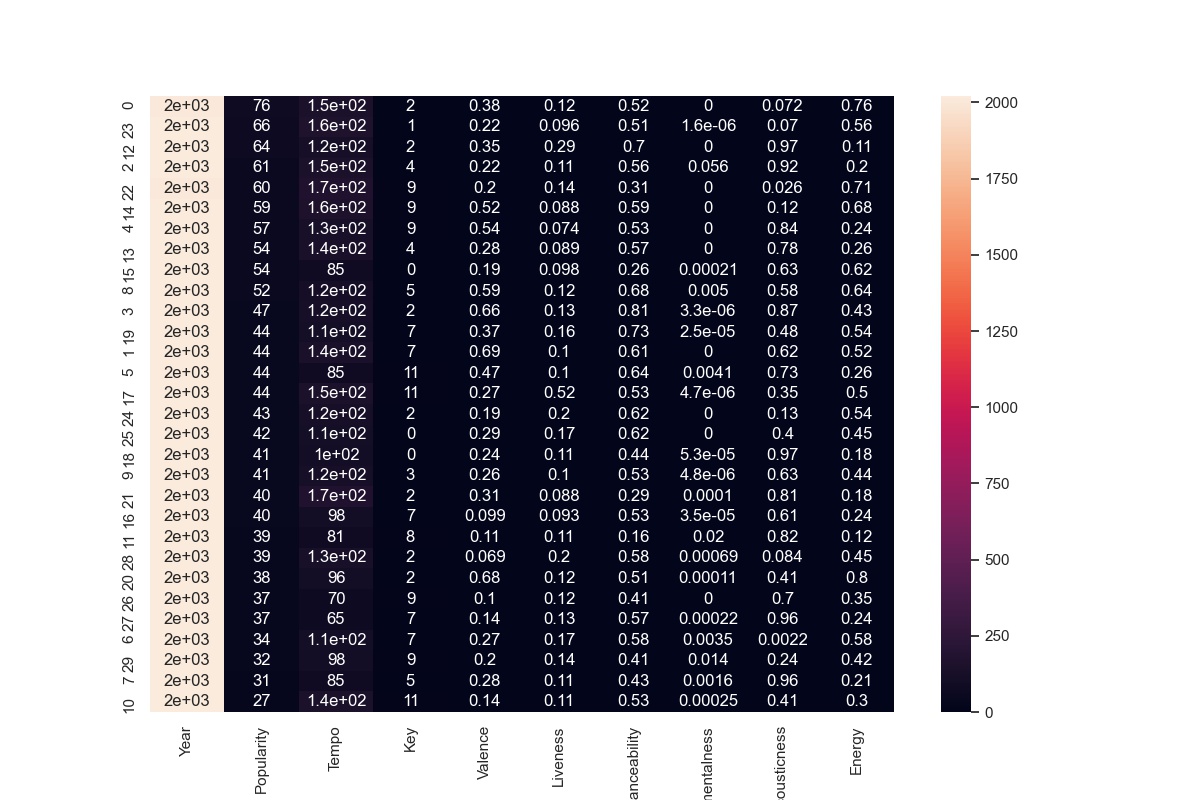 0 2e+03 76 1.5e+02 2 0.38 0.12 0.52 0 0.072 0.76
23 2e+03 66 1.6e+02 1 0.22 0.096 0.51 1.6e-06 0.07 0.56
12 2e+03 64 1.2e+02 2 0.35 0.29 0.7 0 0.97 0.11
2 2e+03 61 1.5e+02 4 0.22 0.11 0.56 0.056 0.92 0.2
22 2e+03 60 1.7e+02 9 0.2 0.14 0.31 0 0.026 0.71
14 2e+03 59 1.6e+02 9 0.52 0.088 0.59 0 0.12 0.68
4 2e+03 57 1.3e+02 9 0.54 0.074 0.53 0 0.84 0.24
13 2e+03 54 1.4e+02 4 0.28 0.089 0.57 0 0.78 0.26
15 2e+03 54 85 0 0.19 0.098 0.26 0.00021 0.63 0.62
8 2e+03 52 1.2e+02 5 0.59 0.12 0.68 0.005 0.58 0.64
3 2e+03 47 1.2e+02 2 0.66 0.13 0.81 3.3e-06 0.87 0.43
19 2e+03 44 1.1e+02 7 0.37 0.16 0.73 2.5e-05 0.48 0.54
1 2e+03 44 1.4e+02 7 0.69 0.1 0.61 0 0.62 0.52
5 2e+03 44 85 11 0.47 0.1 0.64 0.0041 0.73 0.26
17 2e+03 44 1.5e+02 11 0.27 0.52 0.53 4.7e-06 0.35 0.5
24 2e+03 43 1.2e+02 2 0.19 0.2 0.62 0 0.13 0.54
25 2e+03 42 1.1e+02 0 0.29 0.17 0.62 0 0.4 0.45
18 2e+03 41 1e+02 0 0.24 0.11 0.44 5.3e-05 0.97 0.18
9 2e+03 41 1.2e+02 3 0.26 0.1 0.53 4.8e-06 0.63 0.44
21 2e+03 40 1.7e+02 2 0.31 0.088 0.29 0.0001 0.81 0.18
16 2e+03 40 98 7 0.099 0.093 0.53 3.5e-05 0.61 0.24
11 2e+03 39 81 8 0.11 0.11 0.16 0.02 0.82 0.12
28 2e+03 39 1.3e+02 2 0.069 0.2 0.58 0.00069 0.084 0.45
20 2e+03 38 96 2 0.68 0.12 0.51 0.00011 0.41 0.8
26 2e+03 37 70 9 0.1 0.12 0.41 0 0.7 0.35
27 2e+03 37 65 7 0.14 0.13 0.57 0.00022 0.96 0.24
6 2e+03 34 1.1e+02 7 0.27 0.17 0.58 0.0035 0.0022 0.58
29 2e+03 32 98 9 0.2 0.14 0.41 0.014 0.24 0.42
7 2e+03 31 85 5 0.28 0.11 0.43 0.0016 0.96 0.21
10 2e+03 27 1.4e+02 11 0.14 0.11 0.53 0.00025 0.41 0.3
Year Popularity Tempo Key Valence Liveness anceability mentalness ousticness Energy
2000
1750
1500
1250
1000
750
500
250
0